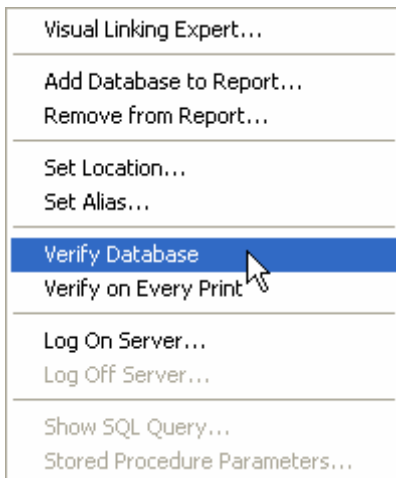 Visual Linking Expert...
Add Database to Report...
Remove from Report...
Set Location...
Set Alias...
Verify Database
Verify on Every Print
Log On Server...
Log Off Server...
Show SQL Query...
Stored Procedure Parameters...